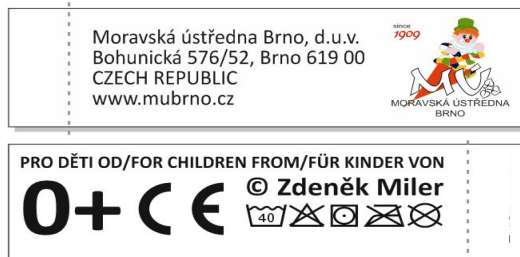 Moravská ústředna Brno, d.u.v.
Bohunická 576/52, Brno 619 00
CZECH REPUBLIC
www.mubrno.cz
since
1909
MU
MORAVSKÁ ÚSTŘEDNA
BRNO
PRO DĚTI OD/FOR CHILDREN FROM/FÜR KINDER VON
0+ CE
© Zdeněk Miler
40